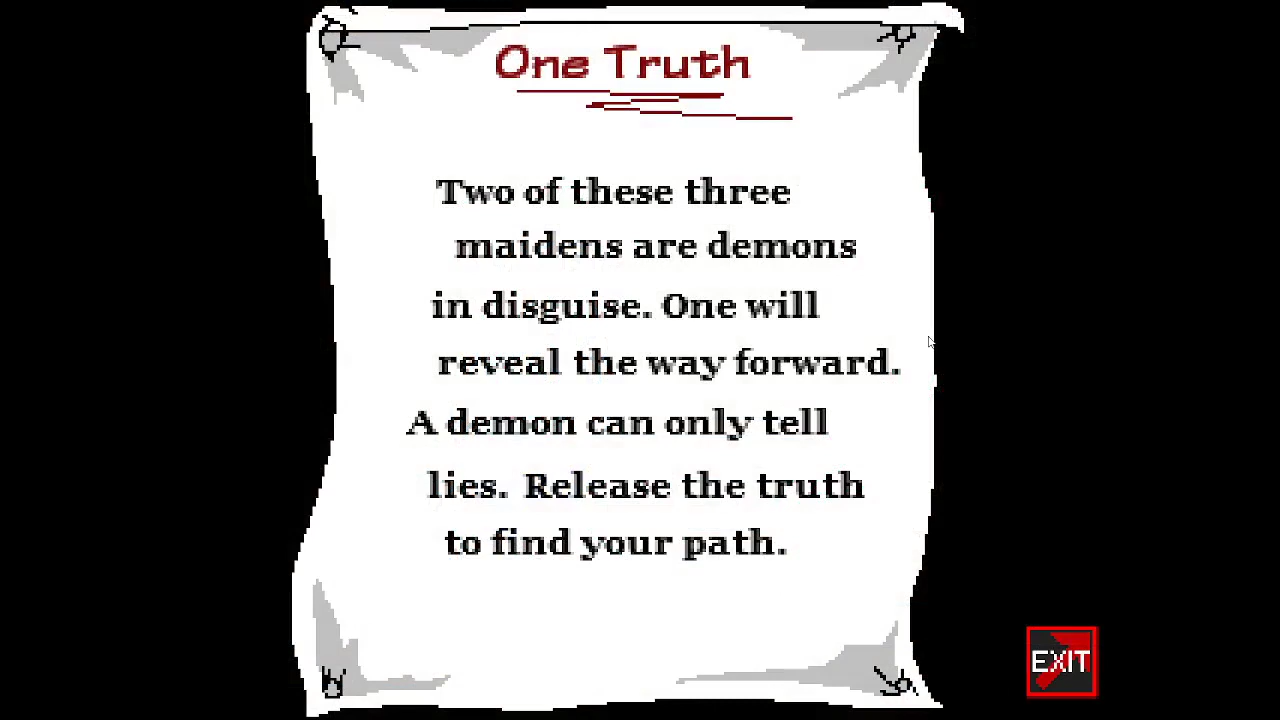 One Truth
Two of these three
maidens are demons
in disguise. One will
reveal the way forward.
A demon can only tell
lies. Release the truth
to find your path.
EXIT